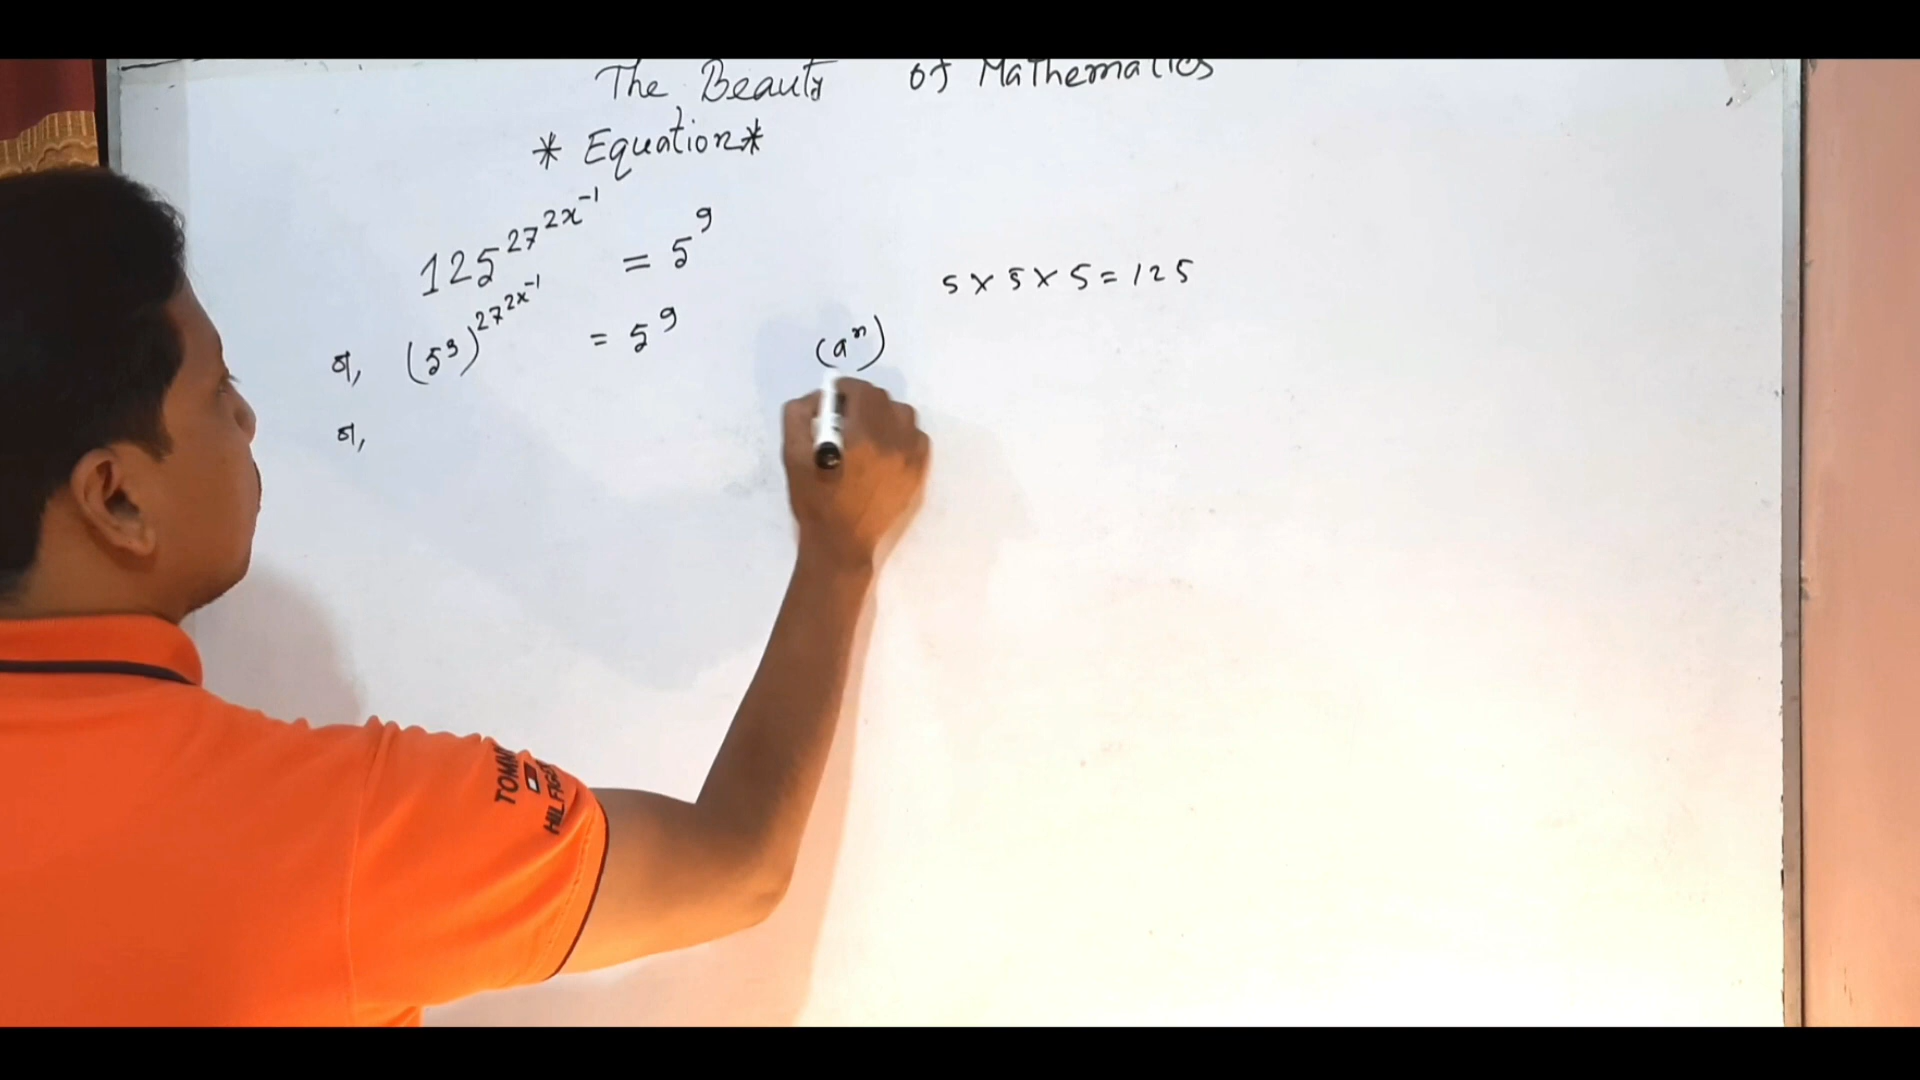 The Beauty of Mathematics
* Equation *
125^27^2x^-1 = 5^9
5 × 5 × 5 = 125
বা, (5^3)^27^2x^-1 = 5^9
(a^m)
বা,
TOMMY
HILFIGER